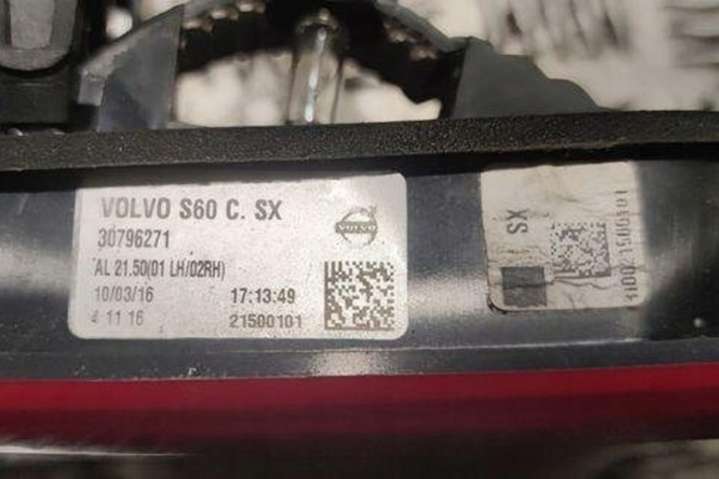 VOLVO S60 C. SX
30796271
VOLVO
AL 21.50(01 LH/02RH)
10/03/16 17:13:49
4 11 16 21500101
SX